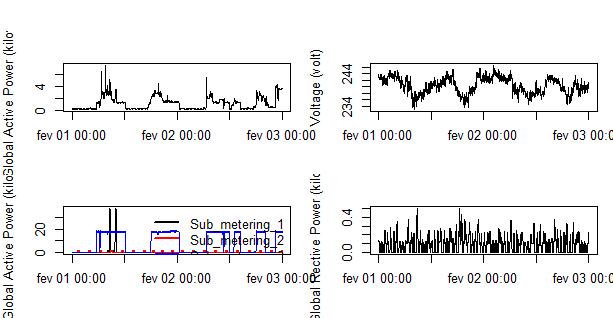 Global Active Power (kilo
4
0
fev 01 00:00 fev 02 00:00 fev 03 00:00
Voltage (volt)
244
234
fev 01 00:00 fev 02 00:00 fev 03 00:00
Global Active Power (kilo
20
0
Sub_metering_1
Sub_metering_2
fev 01 00:00 fev 02 00:00 fev 03 00:00
Global Rective Power (kilo
0.4
0.0
fev 01 00:00 fev 02 00:00 fev 03 00:00